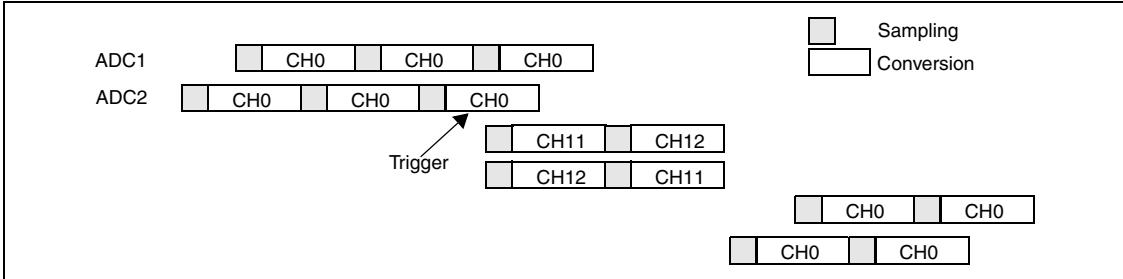 Sampling
ADC1 CH0 CH0 CH0 Conversion
ADC2 CH0 CH0 CH0
CH11 CH12
Trigger
CH12 CH11
CH0 CH0
CH0 CH0